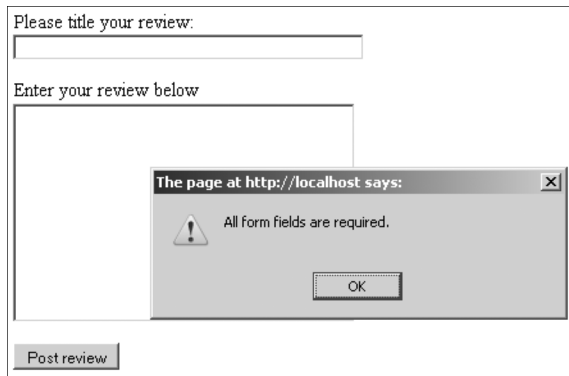 Please title your review:
Enter your review below
The page at http://localhost says:
All form fields are required.
OK
Post review